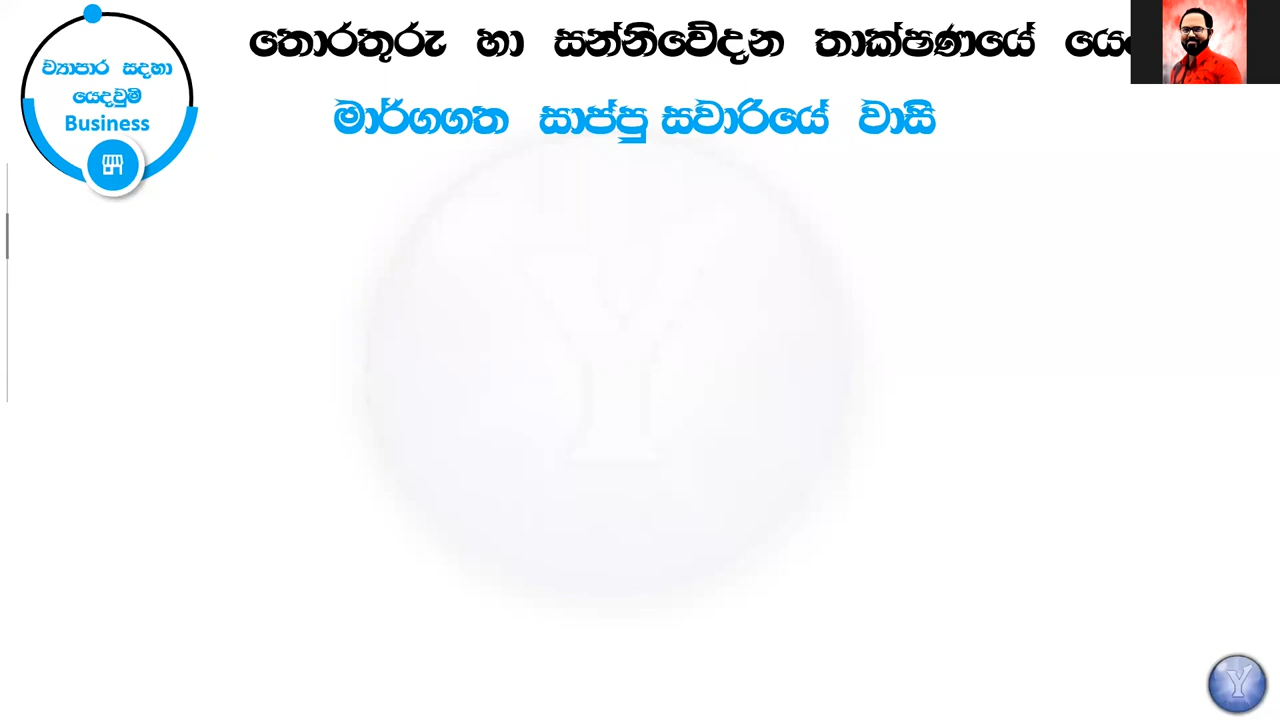 තොරතුරු හා සන්නිවේදන තාක්ෂණයේ
මාර්ගගත සාප්පු සවාරියේ වාසි
ව්‍යාපාර සඳහා
යෙදවුම්
Business
Y
Y